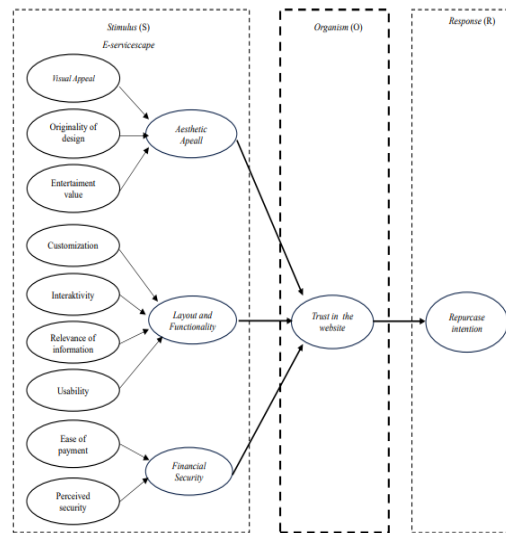 Stimulus (S)
E-servicescape
Visual Appeal
Originality of
design
Entertaiment
value
Aesthetic
Apeall
Customization
Interaktivity
Relevance of
information
Usability
Layout and
Functionality
Ease of
payment
Perceived
security
Financial
Security
Organism (O)
Trust in the
website
Response (R)
Repurcase
intention